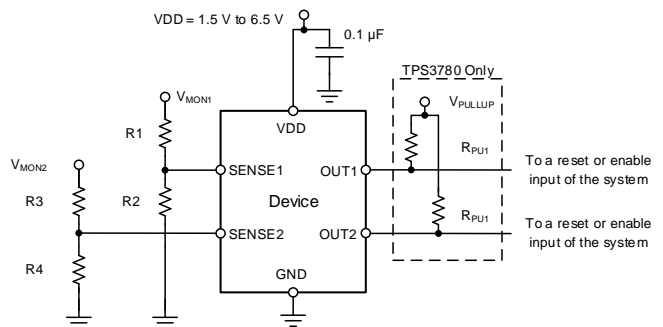 VDD = 1.5 V to 6.5 V
0.1 µF
TPS3780 Only
VMON1
VPULLUP
VDD
R1
RPU1
To a reset or enable
input of the system
VMON2
SENSE1
OUT1
R3
R2
Device
RPU1
To a reset or enable
input of the system
SENSE2
OUT2
R4
GND